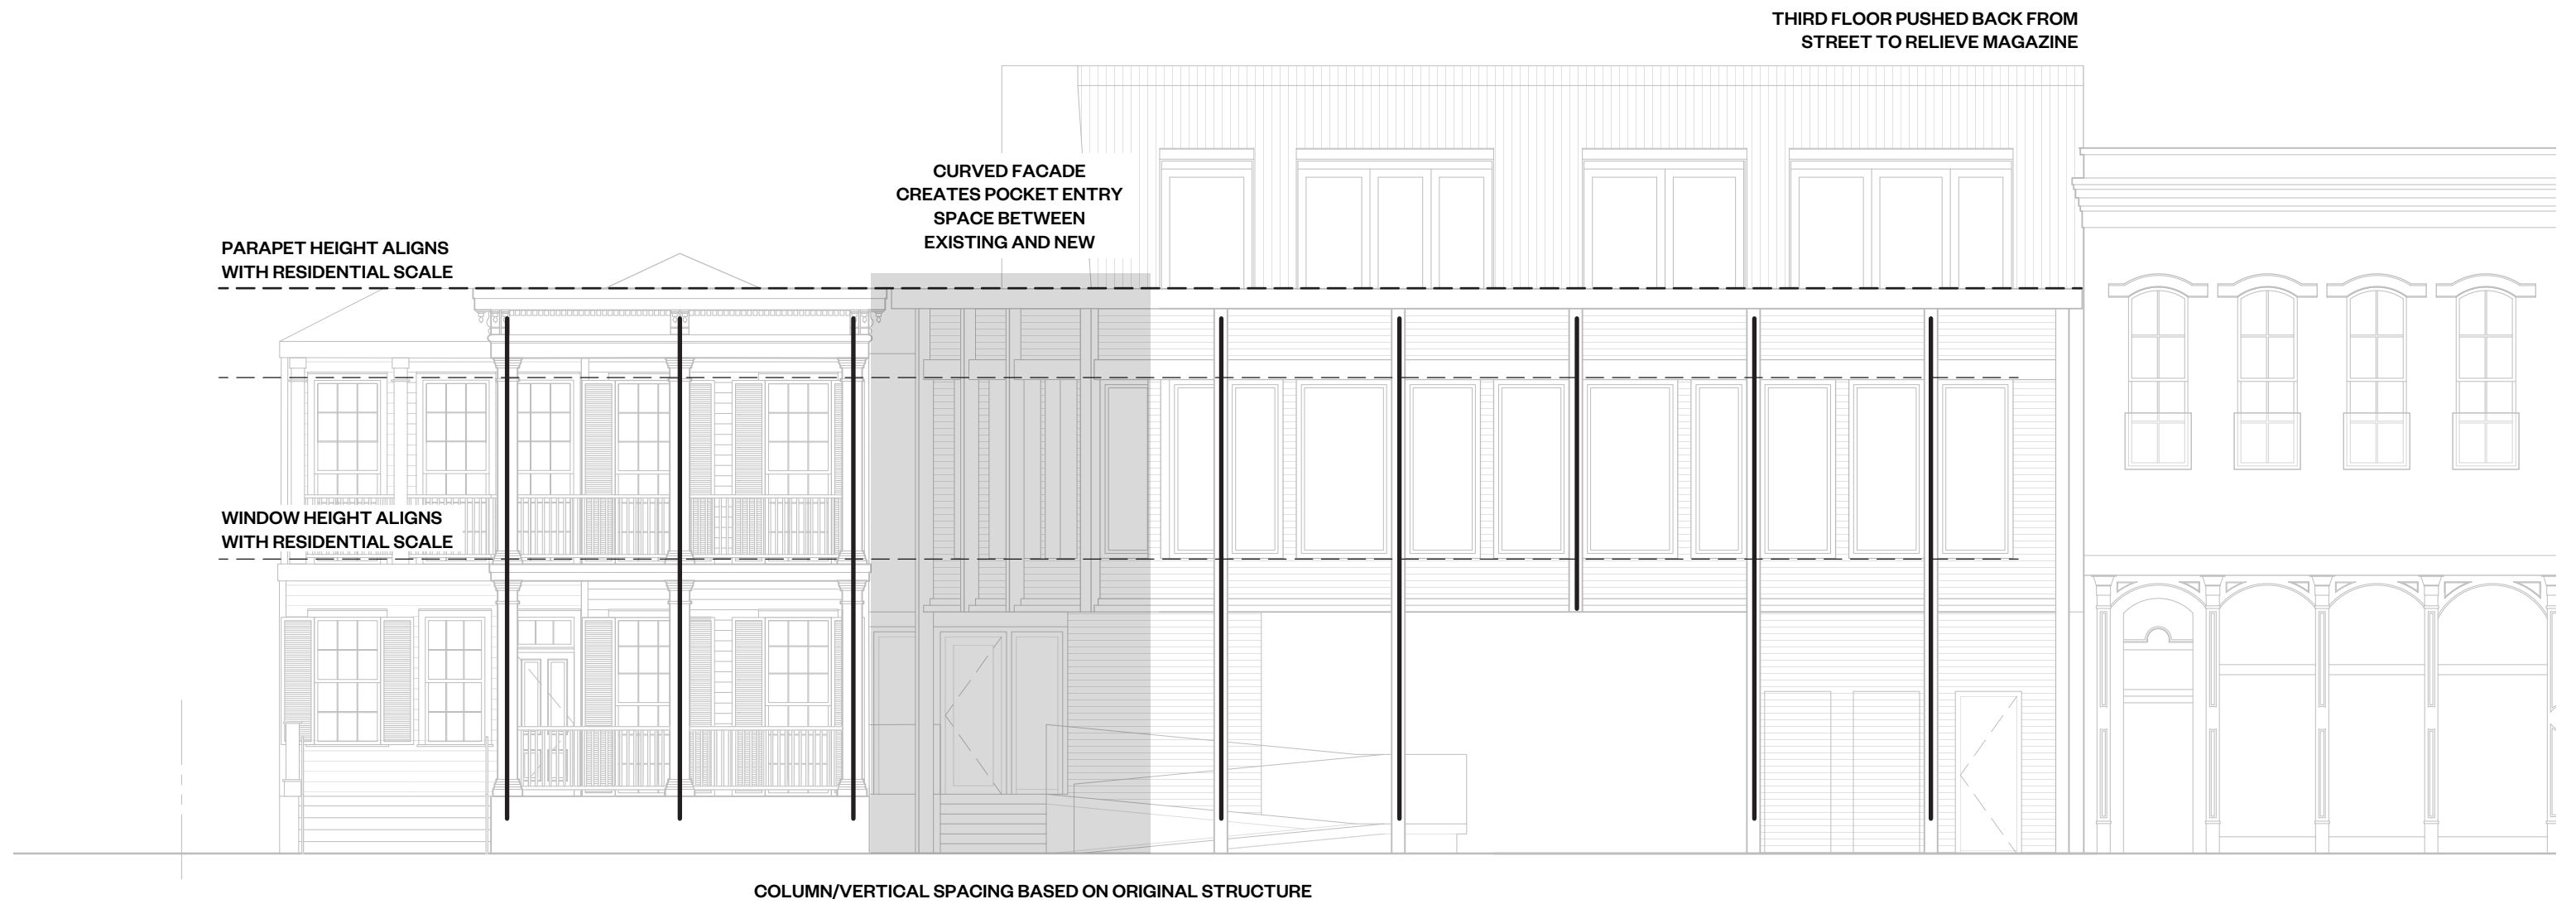 THIRD FLOOR PUSHED BACK FROM
STREET TO RELIEVE MAGAZINE
CURVED FACADE
CREATES POCKET ENTRY
SPACE BETWEEN
EXISTING AND NEW
PARAPET HEIGHT ALIGNS
WITH RESIDENTIAL SCALE
WINDOW HEIGHT ALIGNS
WITH RESIDENTIAL SCALE
COLUMN/VERTICAL SPACING BASED ON ORIGINAL STRUCTURE